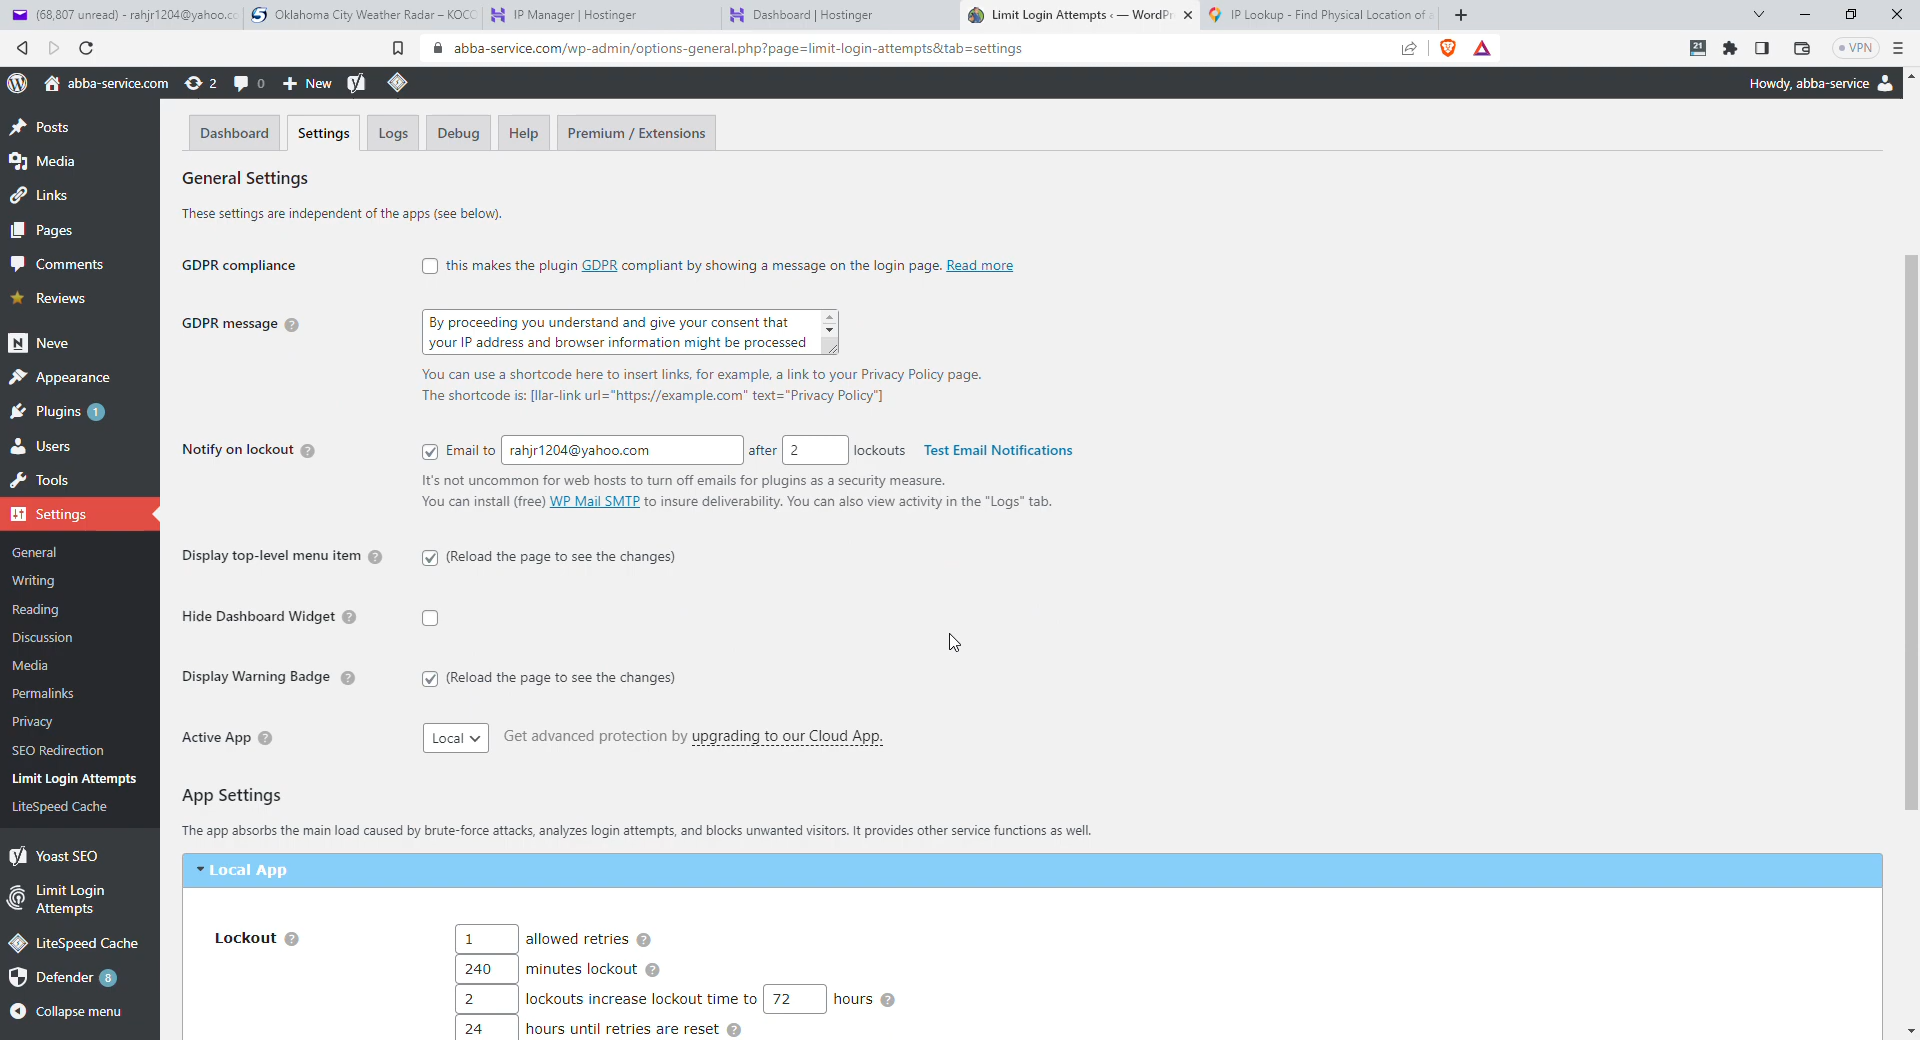 (68,807 unread) - rahjr1204@yahoo.c
Oklahoma City Weather Radar – KOCO
IP Manager | Hostinger
Dashboard | Hostinger
Limit Login Attempts ‹ — WordPr
IP Lookup - Find Physical Location of a
abba-service.com/wp-admin/options-general.php?page=limit-login-attempts&tab=settings
21
VPN
abba-service.com
2
0
New
Howdy, abba-service
Posts
Media
Links
Pages
Comments
Reviews
Neve
Appearance
Plugins 1
Users
Tools
Settings
General
Writing
Reading
Discussion
Media
Permalinks
Privacy
SEO Redirection
Limit Login Attempts
LiteSpeed Cache
Yoast SEO
Limit Login
Attempts
LiteSpeed Cache
Defender 8
Collapse menu
Dashboard
Settings
Logs
Debug
Help
Premium / Extensions
General Settings
These settings are independent of the apps (see below).
GDPR compliance
this makes the plugin GDPR compliant by showing a message on the login page. Read more
GDPR message ?
By proceeding you understand and give your consent that
your IP address and browser information might be processed
You can use a shortcode here to insert links, for example, a link to your Privacy Policy page.
The shortcode is: [llar-link url="https://example.com" text="Privacy Policy"]
Notify on lockout ?
Email to rahjr1204@yahoo.com after 2 lockouts Test Email Notifications
It's not uncommon for web hosts to turn off emails for plugins as a security measure.
You can install (free) WP Mail SMTP to insure deliverability. You can also view activity in the "Logs" tab.
Display top-level menu item ?
(Reload the page to see the changes)
Hide Dashboard Widget ?
Display Warning Badge ?
(Reload the page to see the changes)
Active App ?
Local
Get advanced protection by upgrading to our Cloud App.
App Settings
The app absorbs the main load caused by brute-force attacks, analyzes login attempts, and blocks unwanted visitors. It provides other service functions as well.
Local App
Lockout ?
1 allowed retries ?
240 minutes lockout ?
2 lockouts increase lockout time to 72 hours ?
24 hours until retries are reset ?